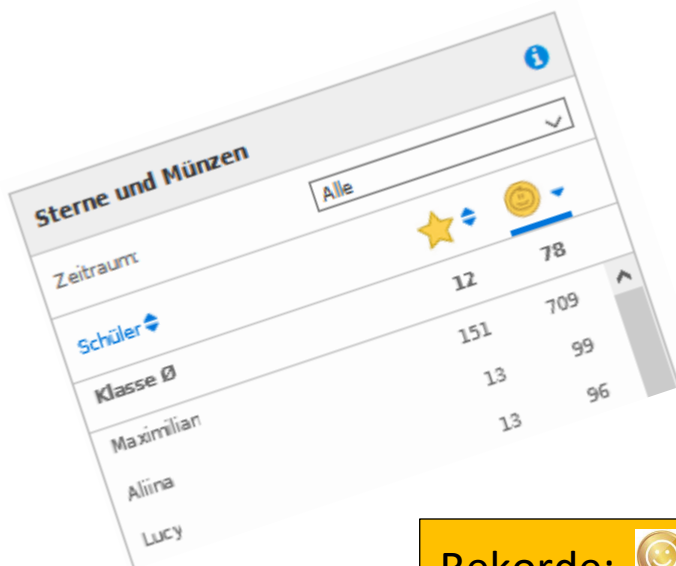 Sterne und Münzen
Zeitraum: Alle
Schüler
Klasse Ø 12 78
Maximilian 151 709
Aliina 13 99
Lucy 13 96
Rekorde: